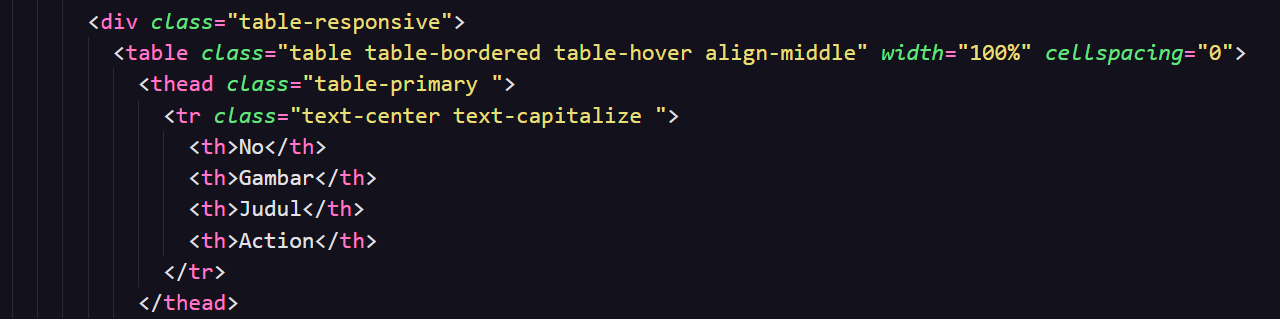 <div class="table-responsive">
<table class="table table-bordered table-hover align-middle" width="100%" cellspacing="0">
<thead class="table-primary ">
<tr class="text-center text-capitalize ">
<th>No</th>
<th>Gambar</th>
<th>Judul</th>
<th>Action</th>
</tr>
</thead>